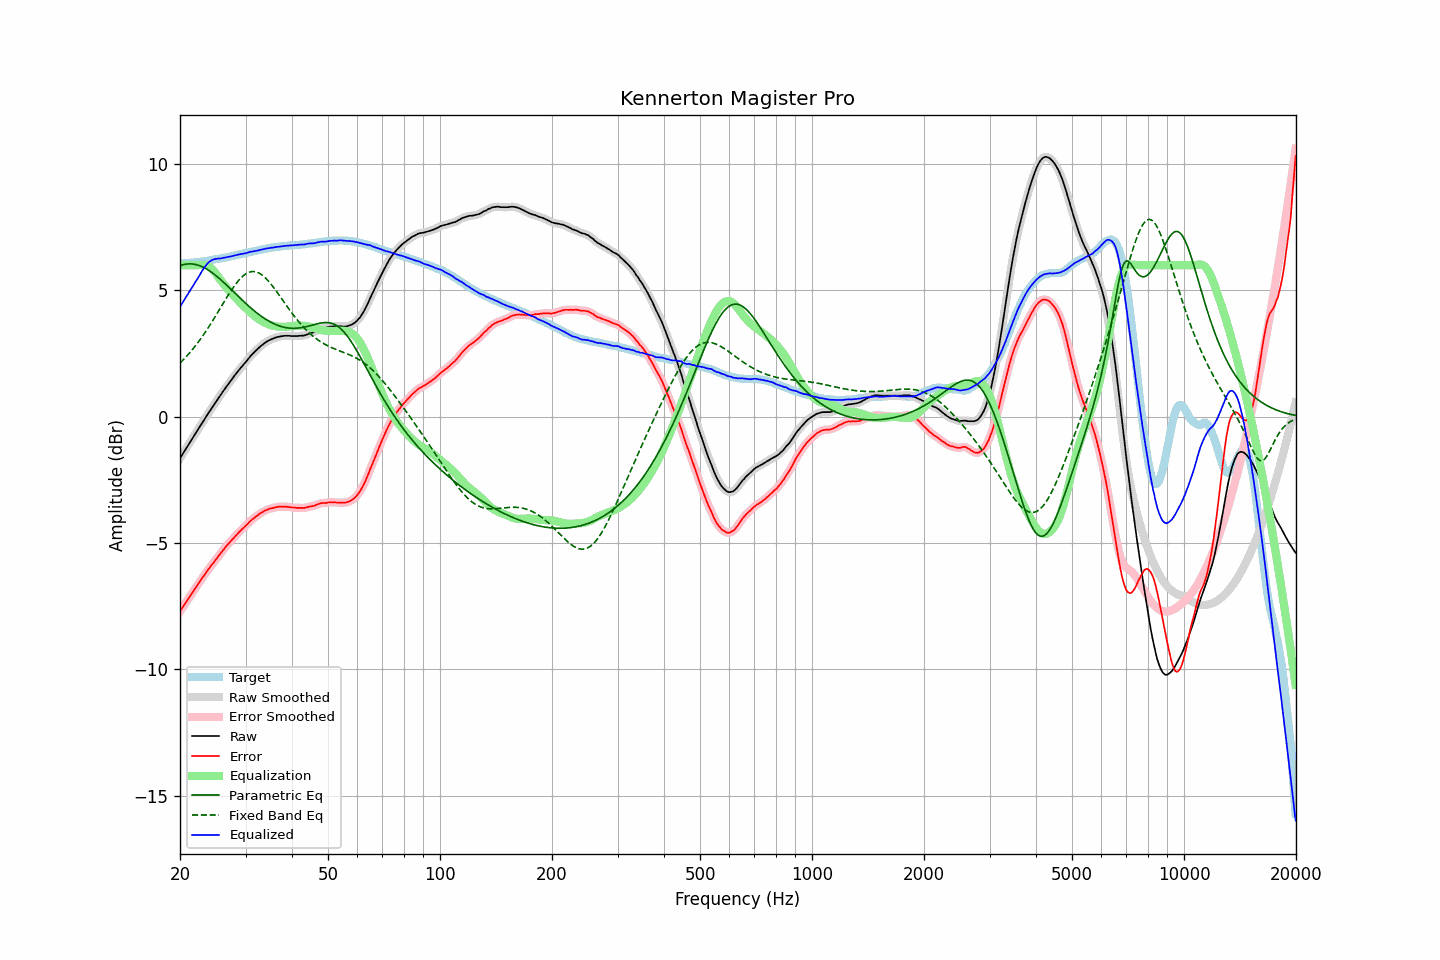 Kennerton Magister Pro
10
5
0
−5
−10
−15
Amplitude (dBr)
Target
Raw Smoothed
Error Smoothed
Raw
Error
Equalization
Parametric Eq
Fixed Band Eq
Equalized
20 50 100 200 500 1000 2000 5000 10000 20000
Frequency (Hz)